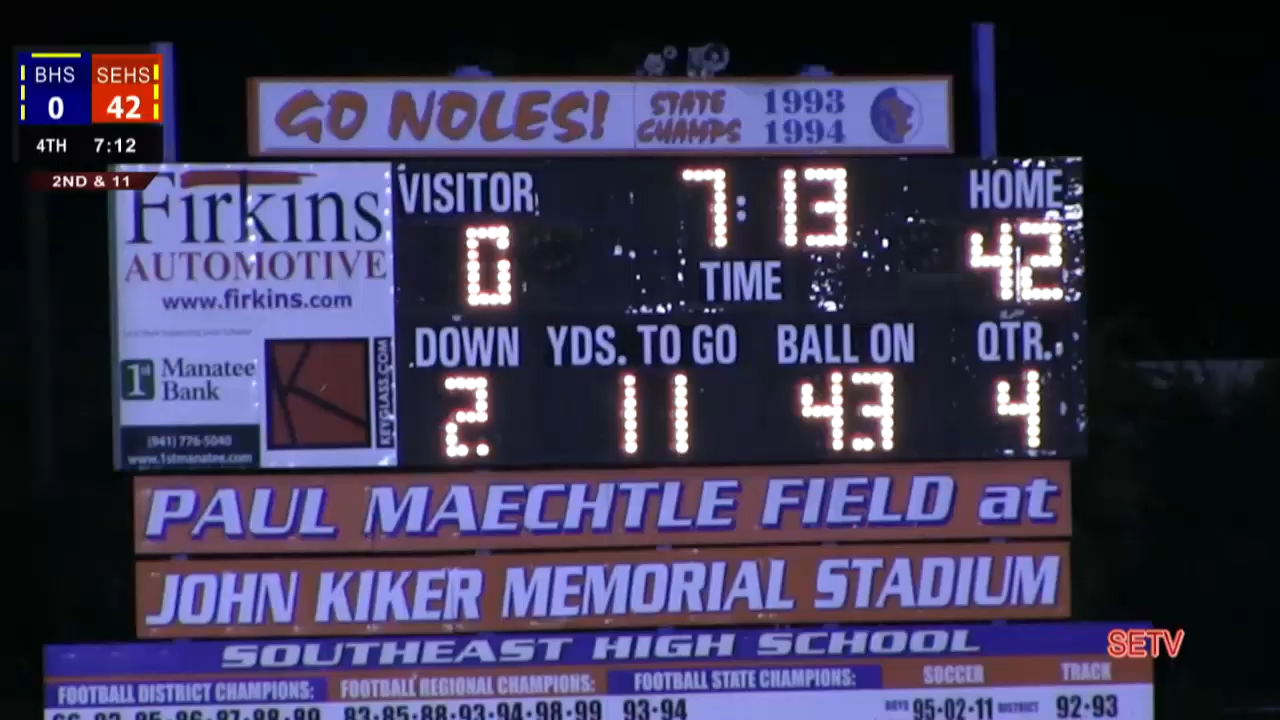 BHS SEHS
0 42
4TH 7:12
2ND & 11
GO NOLES!
STATE CHAMPS
1993
1994
Firkins
AUTOMOTIVE
www.firkins.com
1st Manatee Bank
(941) 776-5040
www.1stmanatee.com
KEYGLASS.COM
VISITOR 7:13 HOME
0 TIME 42
DOWN YDS. TO GO BALL ON QTR.
2 11 43 4
PAUL MAECHTLE FIELD at
JOHN KIKER MEMORIAL STADIUM
SOUTHEAST HIGH SCHOOL
SETV
FOOTBALL DISTRICT CHAMPS: FOOTBALL REGIONAL CHAMPS: FOOTBALL STATE CHAMPS: SOCCER TRACK
83·85·88·93·94·98·99 93·94 BOYS 95·02·11 DISTRICT 92·93